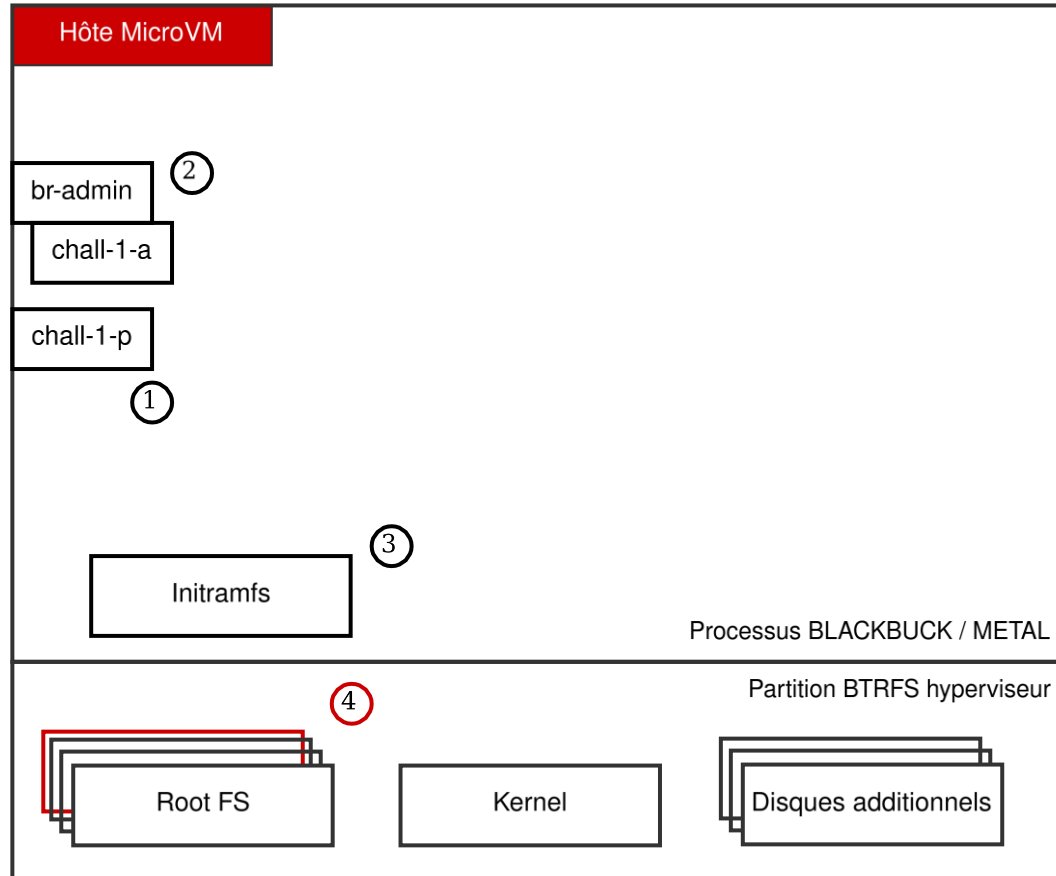 Hôte MicroVM
2
br-admin
chall-1-a
chall-1-p
1
3
Initramfs
Processus BLACKBUCK / METAL
Partition BTRFS hyperviseur
4
Root FS
Kernel
Disques additionnels